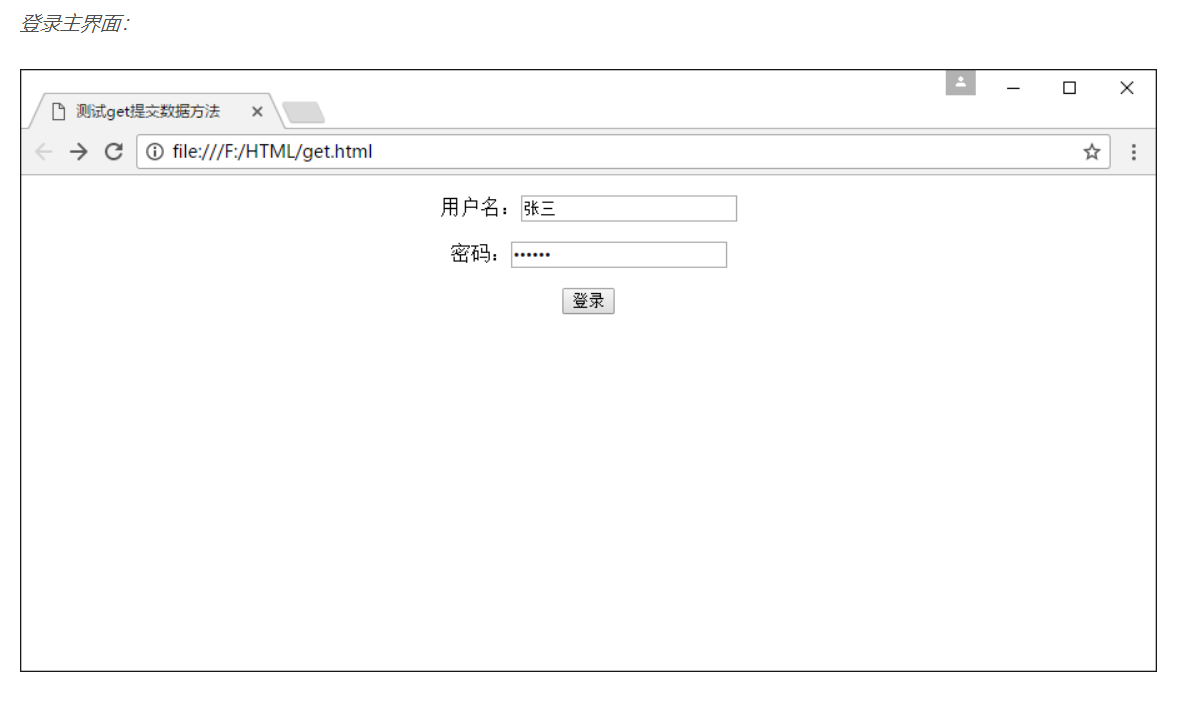 登录主界面：
测试get提交数据方法
file:///F:/HTML/get.html
用户名：张三
密码：••••••
登录